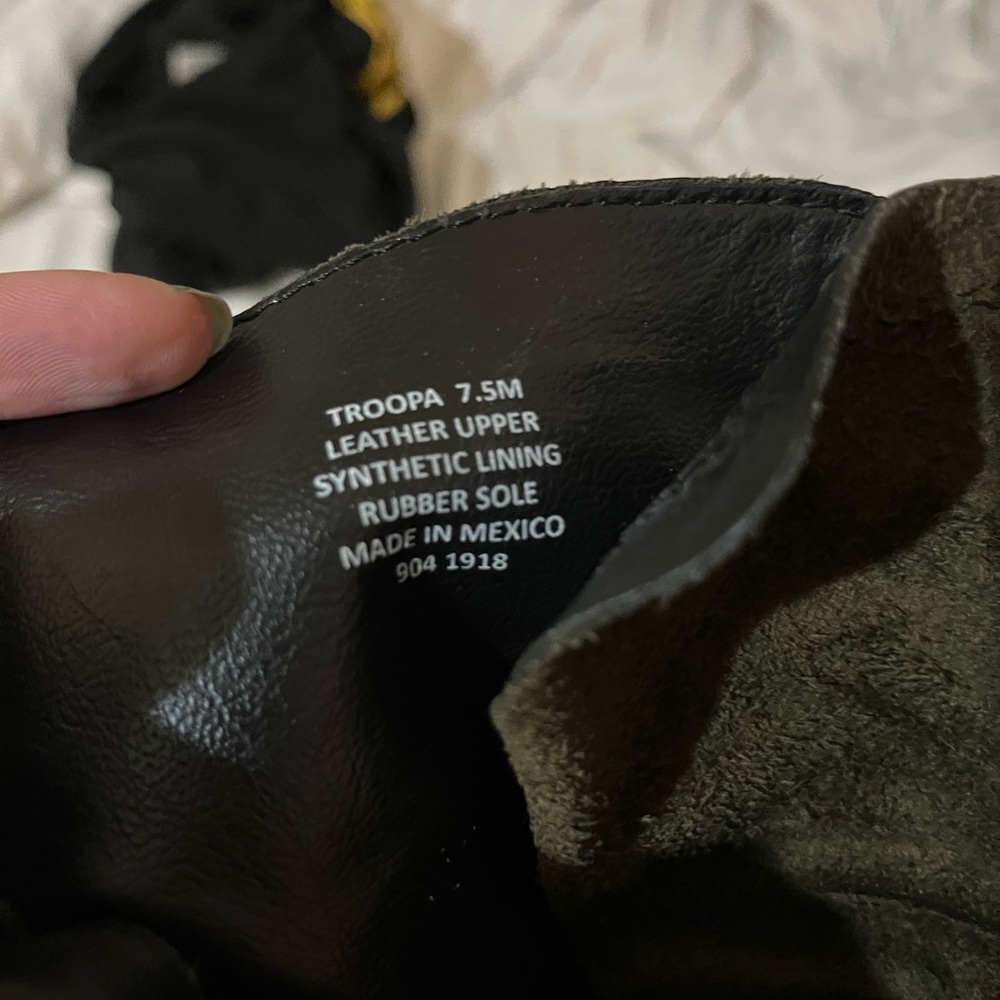 TROOPA 7.5M
LEATHER UPPER
SYNTHETIC LINING
RUBBER SOLE
MADE IN MEXICO
904 1918